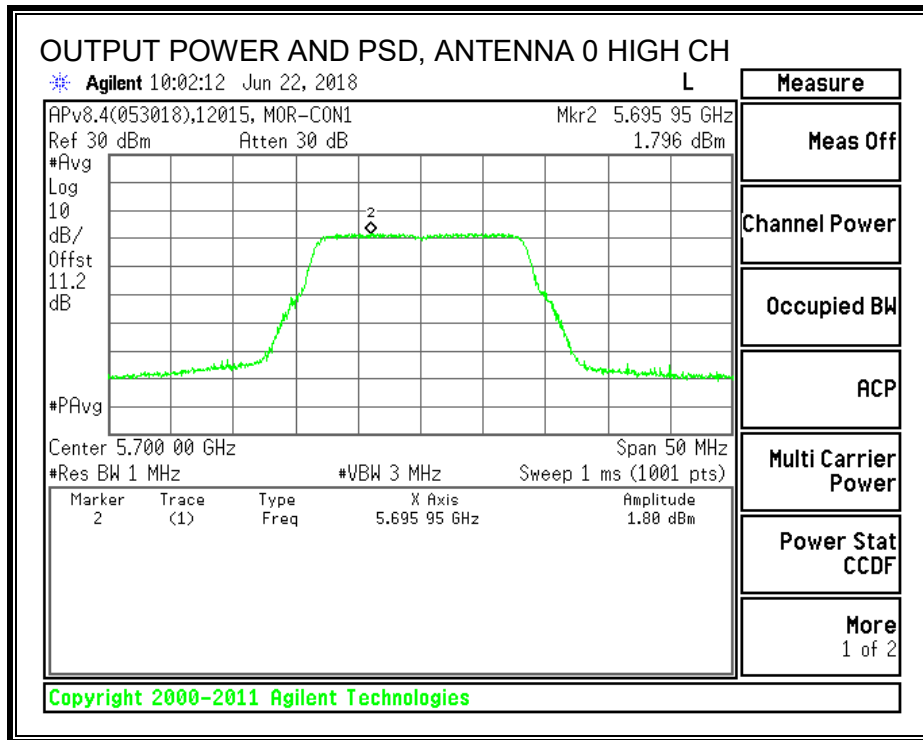 OUTPUT POWER AND PSD, ANTENNA 0 HIGH CH
Agilent 10:02:12 Jun 22, 2018 L
APv8.4(053018),12015, MOR-CON1 Mkr2 5.695 95 GHz
Ref 30 dBm Atten 30 dB 1.796 dBm
#Avg
Log
10
dB/
Offst
11.2
dB
2
#PAvg
Center 5.700 00 GHz Span 50 MHz
#Res BW 1 MHz #VBW 3 MHz Sweep 1 ms (1001 pts)
Marker Trace Type X Axis Amplitude
2 (1) Freq 5.695 95 GHz 1.80 dBm
Measure
Meas Off
Channel Power
Occupied BW
ACP
Multi Carrier
Power
Power Stat
CCDF
More
1 of 2
Copyright 2000-2011 Agilent Technologies